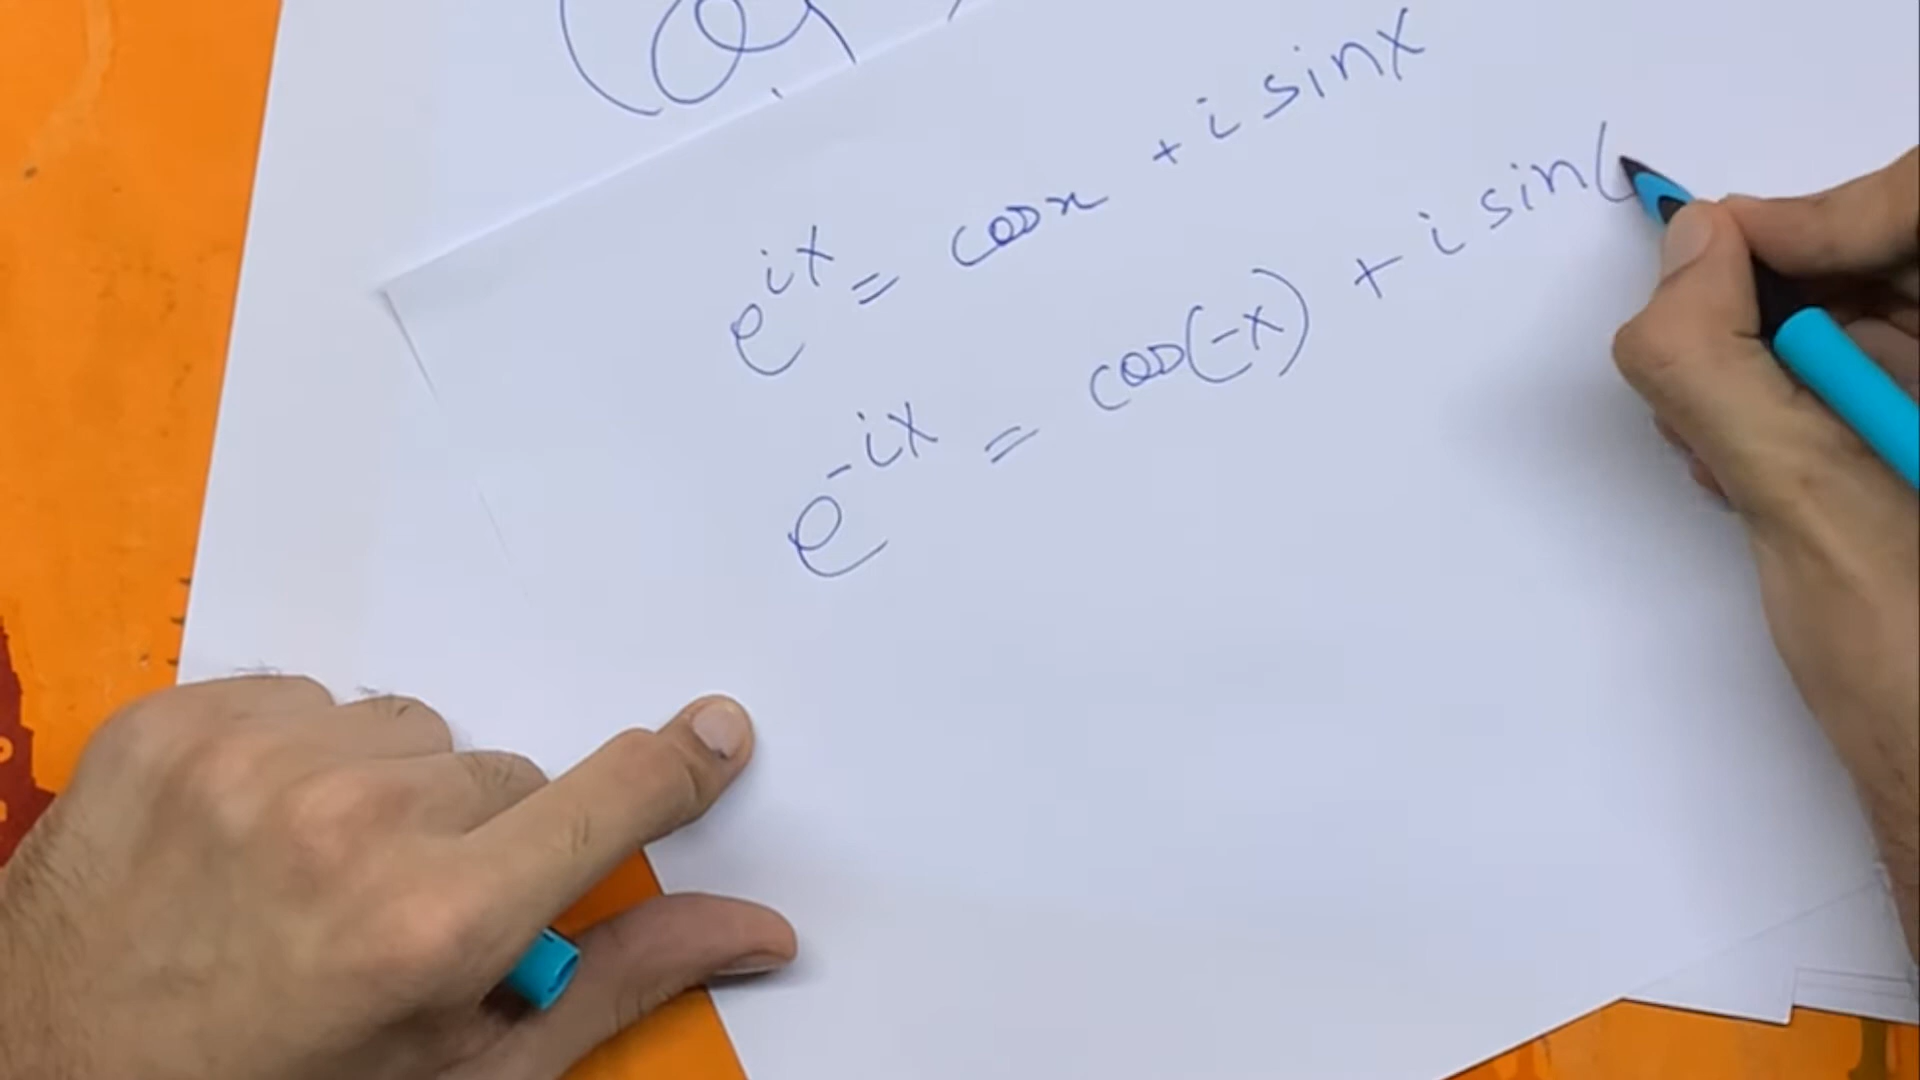 e^{ix} = cos x + i sin x
e^{-ix} = cos(-x) + i sin(